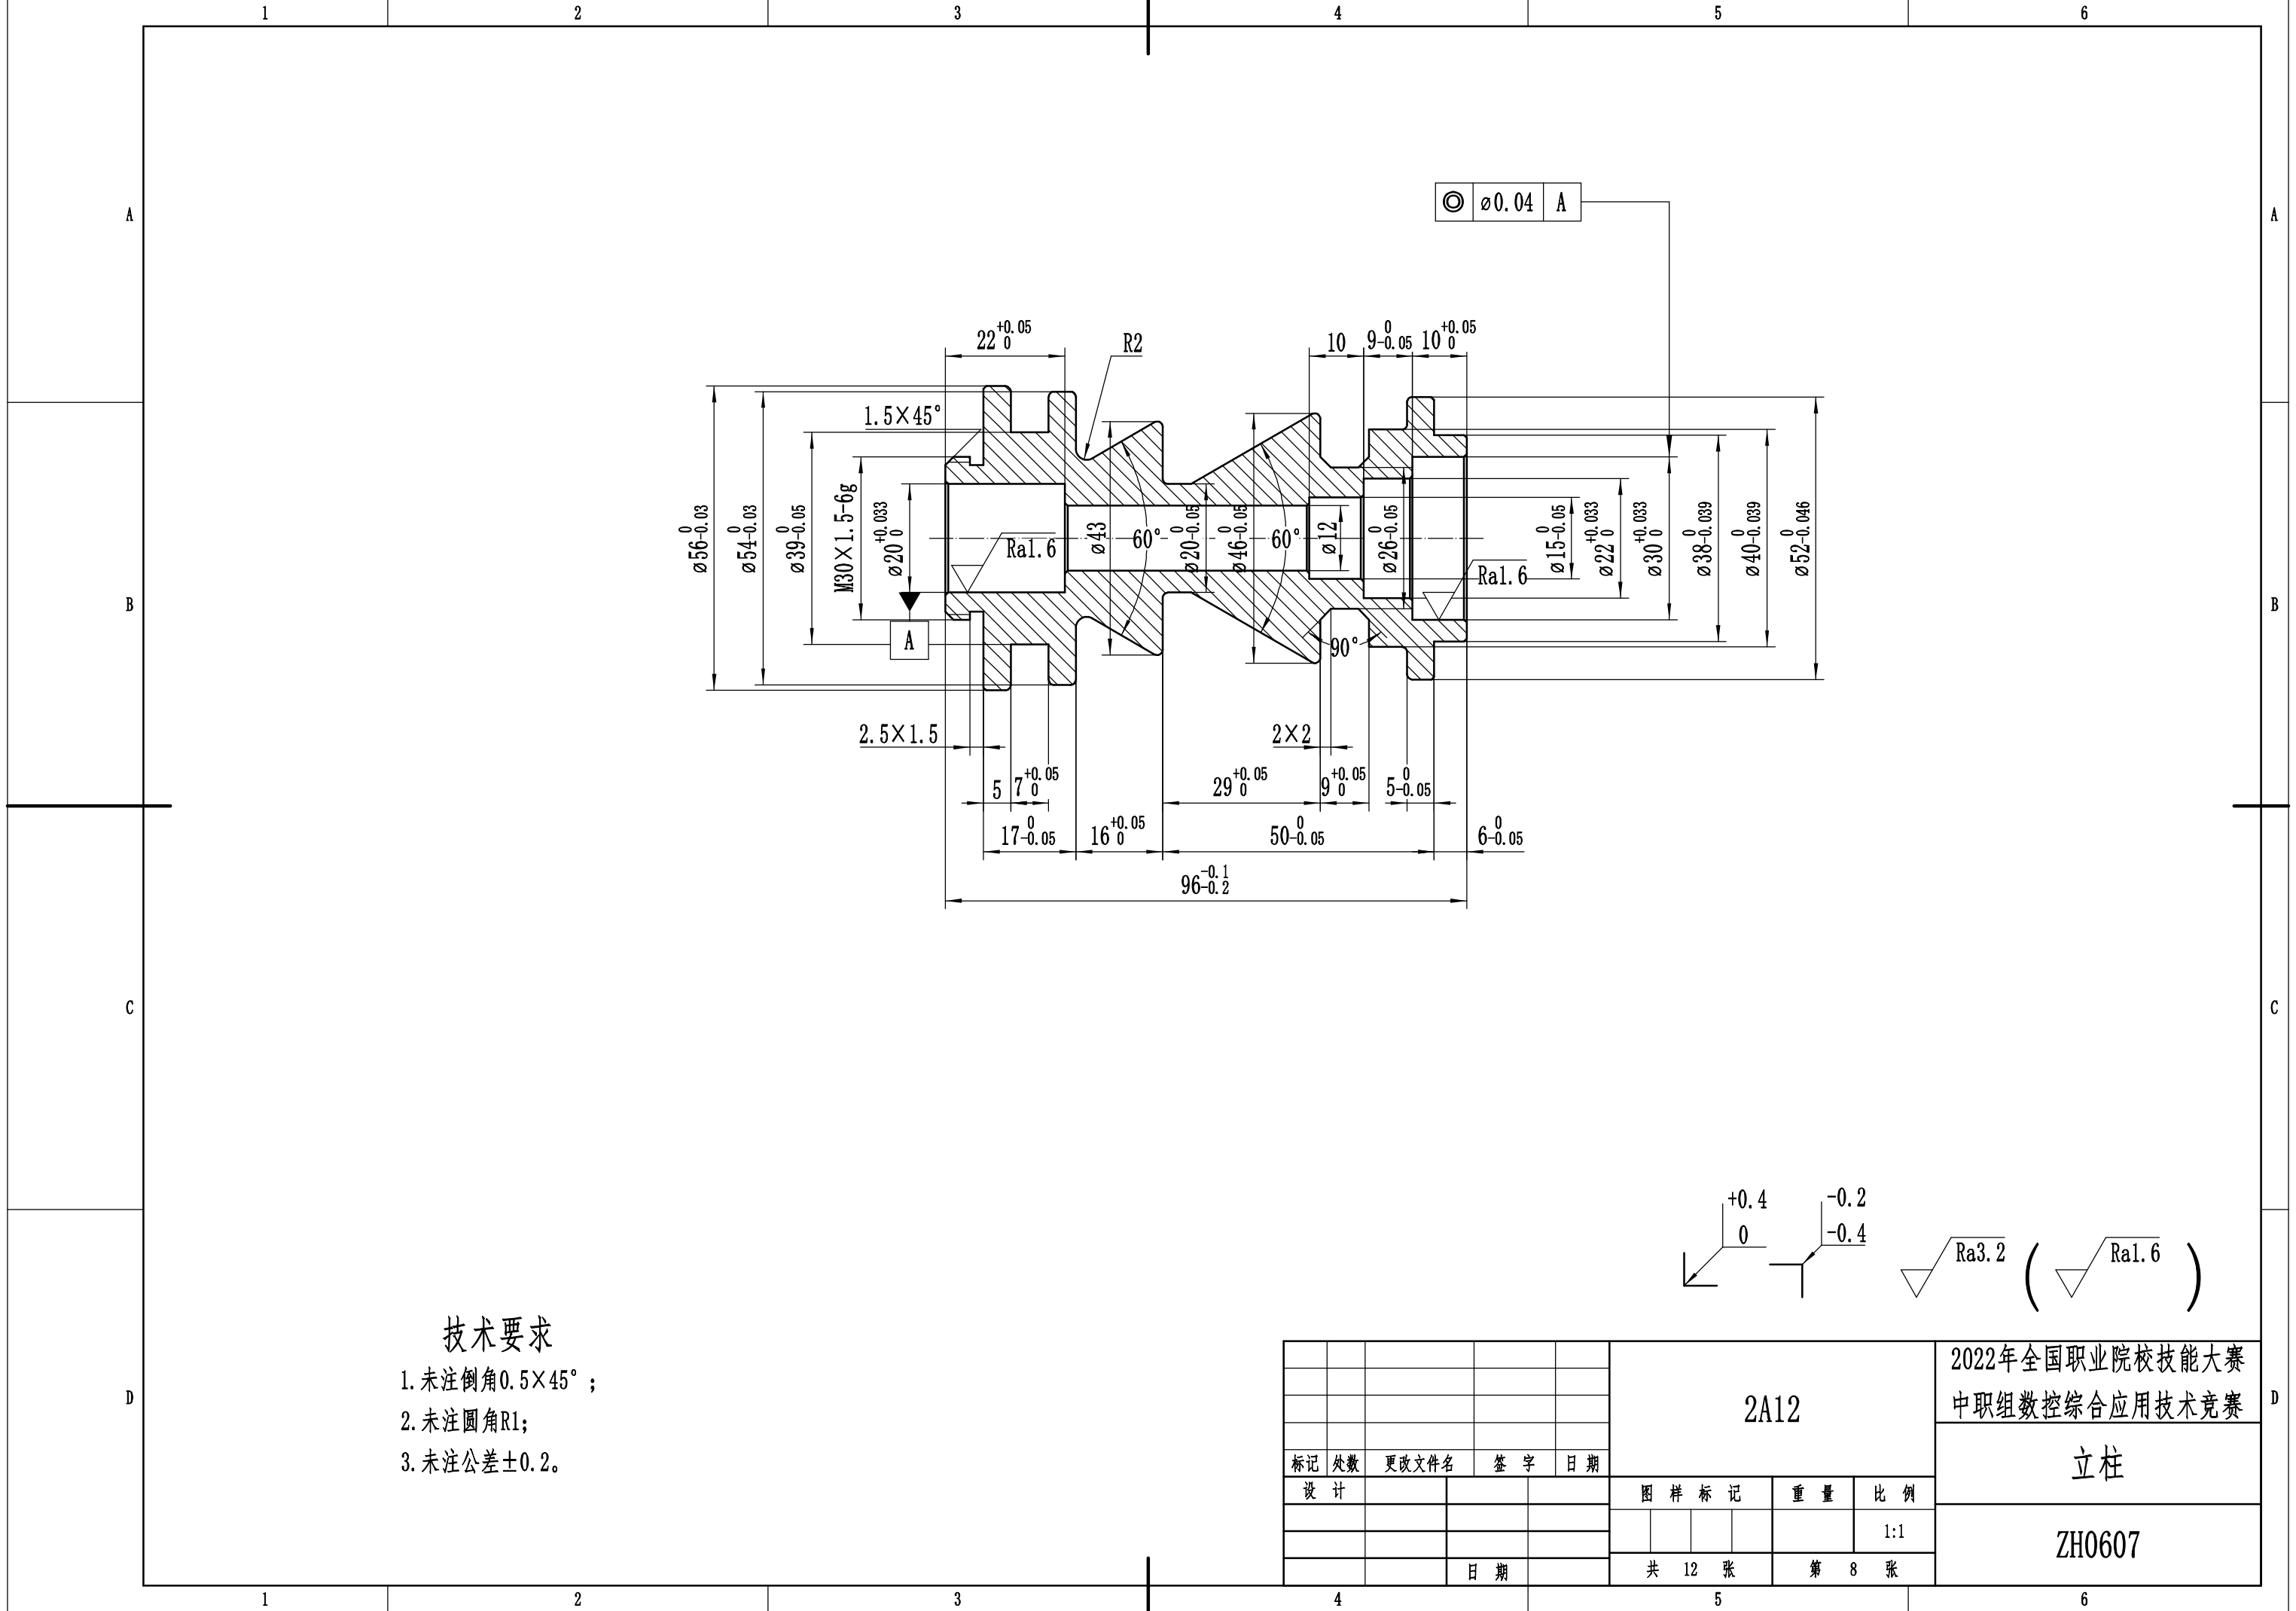 1 2 3 4 5 6
A A
B B
C C
D D
◎ ⌀0.04 A
22 +0.05 0
R2
10
9 0 -0.05
10 +0.05 0
1.5×45°
⌀56 0 -0.03
⌀54 0 -0.03
⌀39 0 -0.05
M30×1.5-6g
⌀20 +0.033 0
Ra1.6
A
⌀43
60°
⌀20 0 -0.05
⌀46 0 -0.05
60°
⌀12
⌀26 0 -0.05
90°
Ra1.6
⌀15 0 -0.05
⌀22 +0.033 0
⌀30 +0.033 0
⌀38 0 -0.039
⌀40 0 -0.039
⌀52 0 -0.046
2.5×1.5
2×2
5
7 +0.05 0
29 +0.05 0
9 +0.05 0
5 0 -0.05
17 0 -0.05
16 +0.05 0
50 0 -0.05
6 0 -0.05
96 -0.1 -0.2
+0.4
0
-0.2
-0.4
Ra3.2 ( Ra1.6 )
技术要求
1.未注倒角0.5×45°;
2.未注圆角R1;
3.未注公差±0.2。
标记 处数 更改文件名 签 字 日 期
设 计
日 期
2A12
图 样 标 记 重 量 比 例
1:1
共 12 张 第 8 张
2022年全国职业院校技能大赛
中职组数控综合应用技术竞赛
立柱
ZH0607
1 2 3 4 5 6